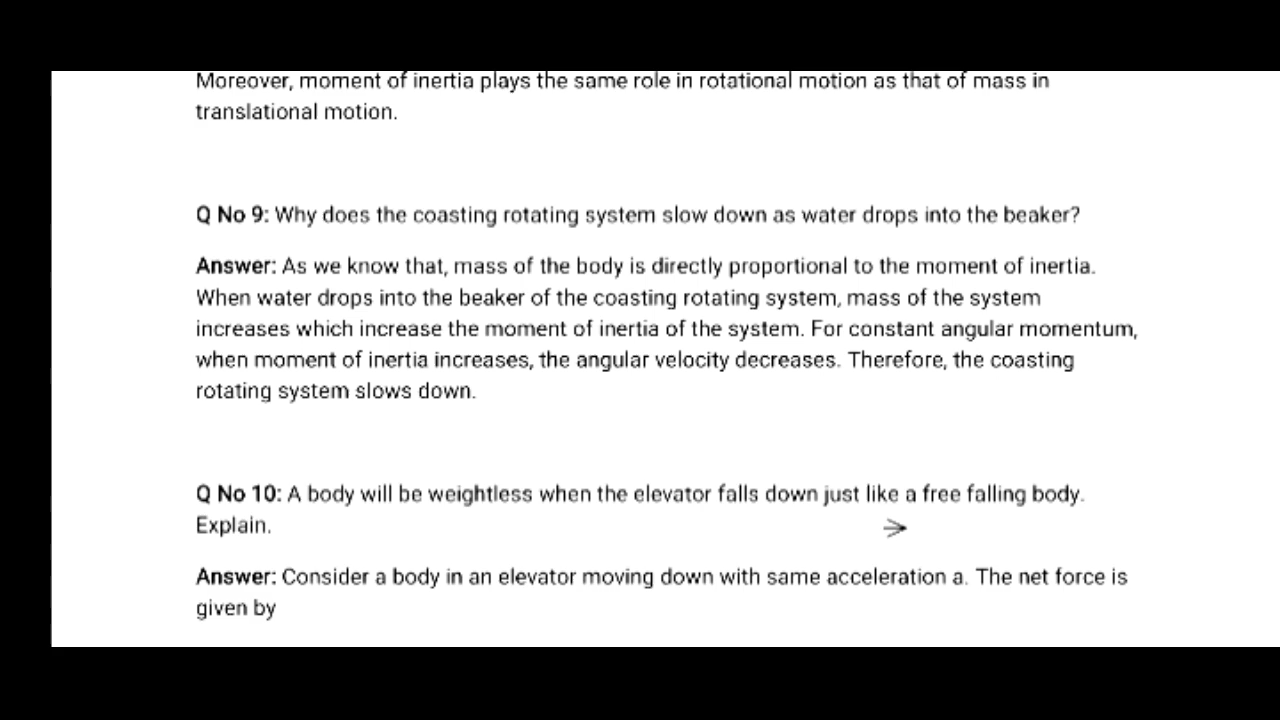 Moreover, moment of inertia plays the same role in rotational motion as that of mass in
translational motion.
Q No 9: Why does the coasting rotating system slow down as water drops into the beaker?
Answer: As we know that, mass of the body is directly proportional to the moment of inertia.
When water drops into the beaker of the coasting rotating system, mass of the system
increases which increase the moment of inertia of the system. For constant angular momentum,
when moment of inertia increases, the angular velocity decreases. Therefore, the coasting
rotating system slows down.
Q No 10: A body will be weightless when the elevator falls down just like a free falling body.
Explain.
Answer: Consider a body in an elevator moving down with same acceleration a. The net force is
given by